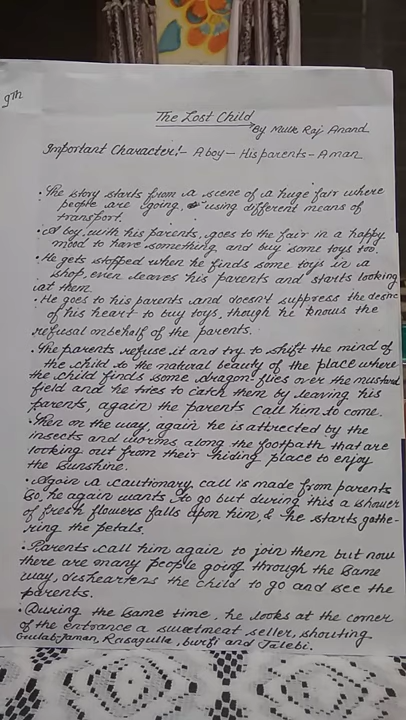 9TH
The Lost Child
By Mulk Raj Anand
Important Character:- A boy - His parents - A man
• The story starts from a scene of a huge fair where
people are going, using different means of
transport.
• A boy, with his parents, goes to the fair in a happy
mood to have something, and buy some toys too.
• He gets stopped when he finds some toys in a
shop, even leaves his parents and starts looking
at them.
• He goes to his parents and doesn't suppress the desire
of his heart to buy toys, though he knows the
refusal onbehalf of the parents.
• The parents refuse it and try to shift the mind of
the child to the natural beauty of the place where
the child finds some dragon-flies over the mustard
field and he tries to catch them by leaving his
parents, again the parents call him to come.
• Then on the way, again he is attrected by the
insects and worms along the footpath that are
looking out from their hiding place to enjoy
the sunshine.
• Again a cautionary call is made from parents
So, he again wants to go but during this a shower
of fresh flowers falls upon him, & he starts gathe-
ring the petals.
• Parents call him again to join them but now
there are many people going through the same
way, disheartens the child to go and see the
parents.
• During the same time, he looks at the corner
of the entrance a sweetmeat seller, shouting
Gulab-Jaman, Rasagulla, burfi and Jalebi.